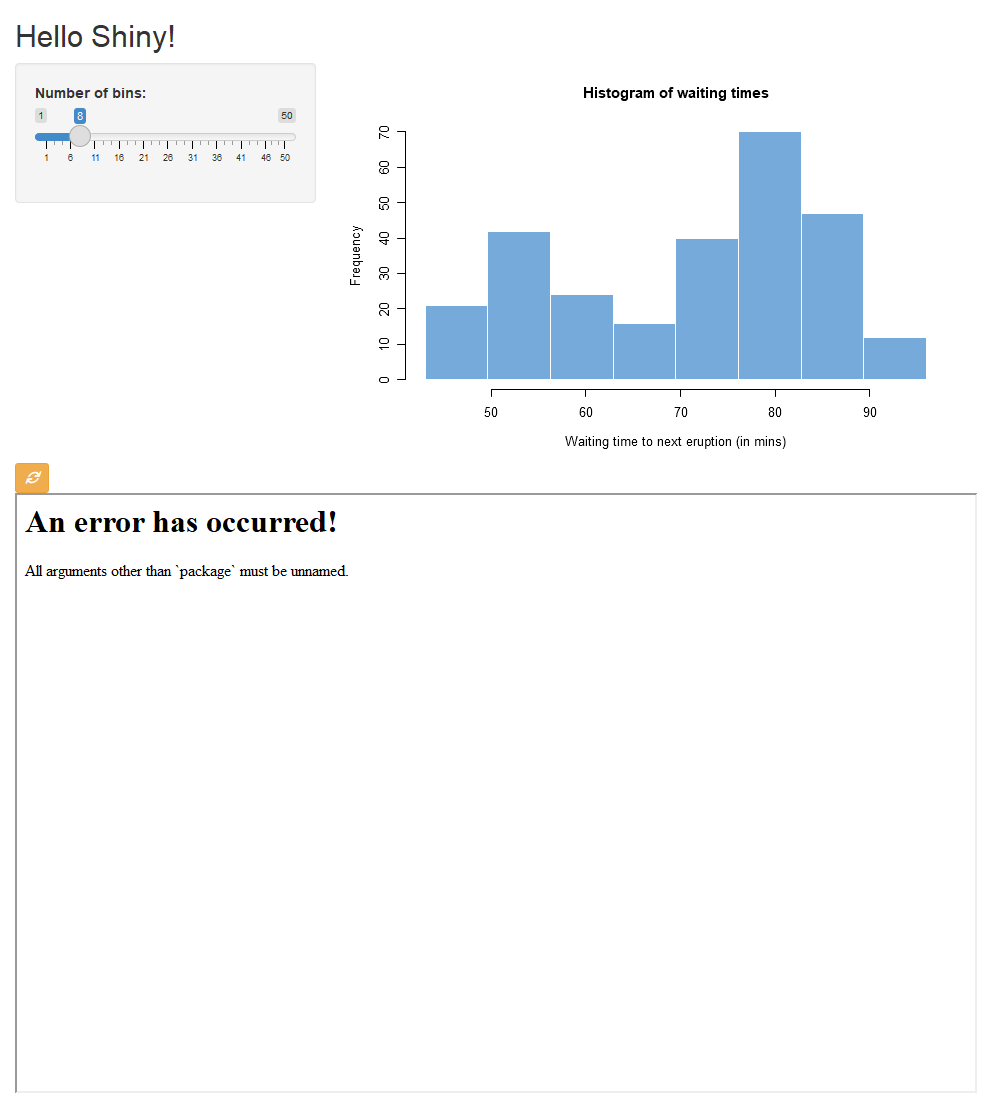 Hello Shiny!
Number of bins:
1 8 50
1 6 11 16 21 26 31 36 41 46 50
Histogram of waiting times
Frequency
70
60
50
40
30
20
10
0
50 60 70 80 90
Waiting time to next eruption (in mins)
An error has occurred!
All arguments other than `package` must be unnamed.